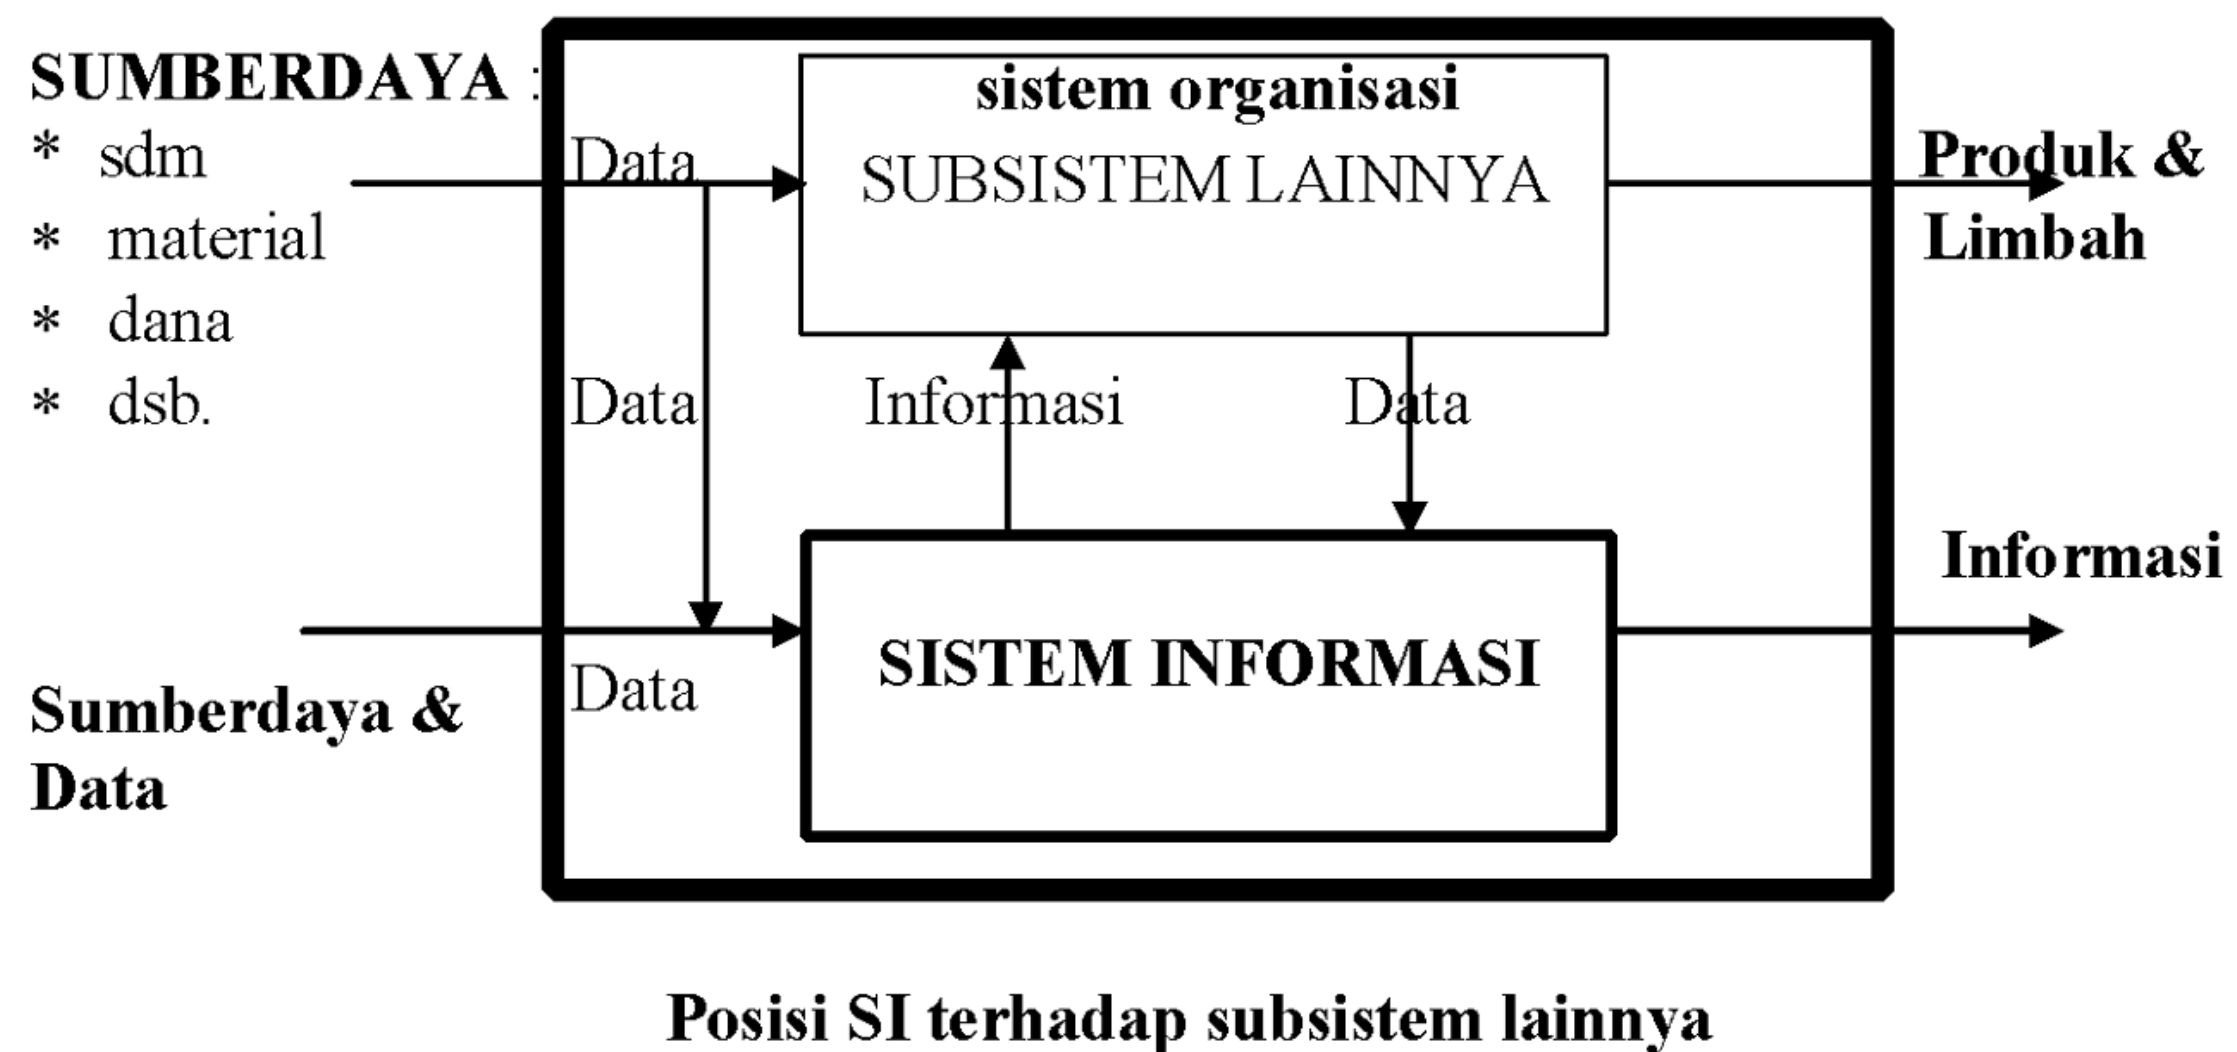 SUMBERDAYA :
* sdm
* material
* dana
* dsb.
Data
sistem organisasi
SUBSISTEM LAINNYA
Produk &
Limbah
Data
Informasi
Data
Informasi
SISTEM INFORMASI
Data
Sumberdaya &
Data
Posisi SI terhadap subsistem lainnya